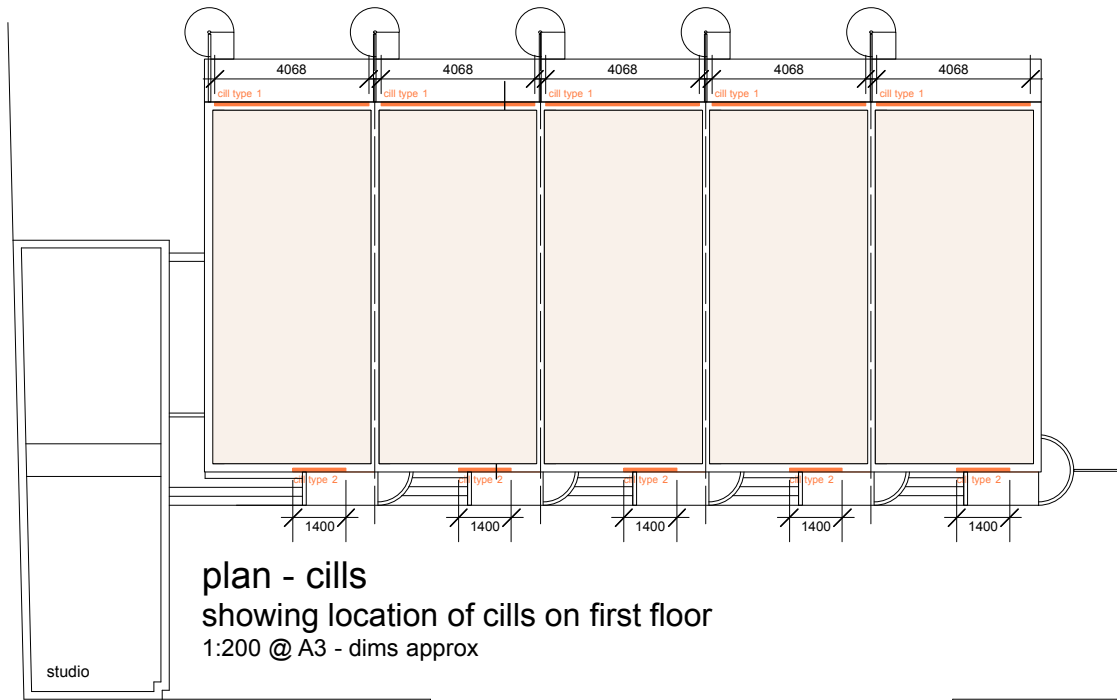 4068 4068 4068 4068 4068
cill type 1 cill type 1 cill type 1 cill type 1 cill type 1
cill type 2 cill type 2 cill type 2 cill type 2 cill type 2
1400 1400 1400 1400 1400
plan - cills
showing location of cills on first floor
1:200 @ A3 - dims approx
studio